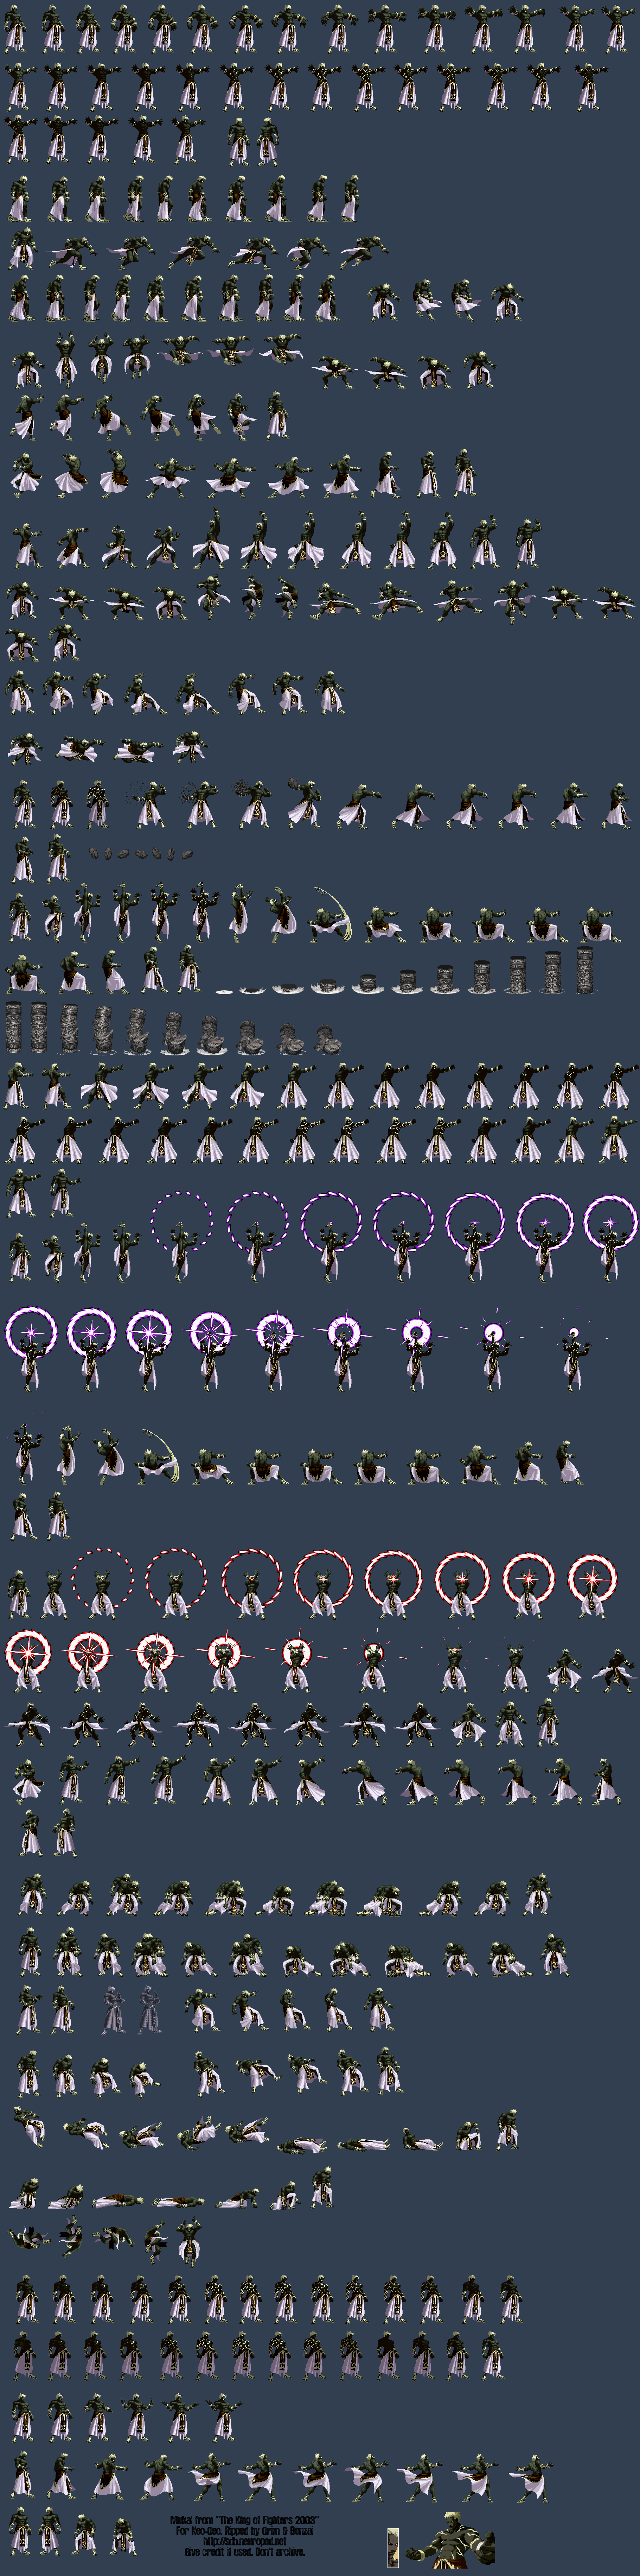 Mukai from "The King of Fighters 2003"
For Neo-Geo. Ripped by Grim & Bonzai
http://sdb.neuropod.net
Give credit if used. Don't archive.